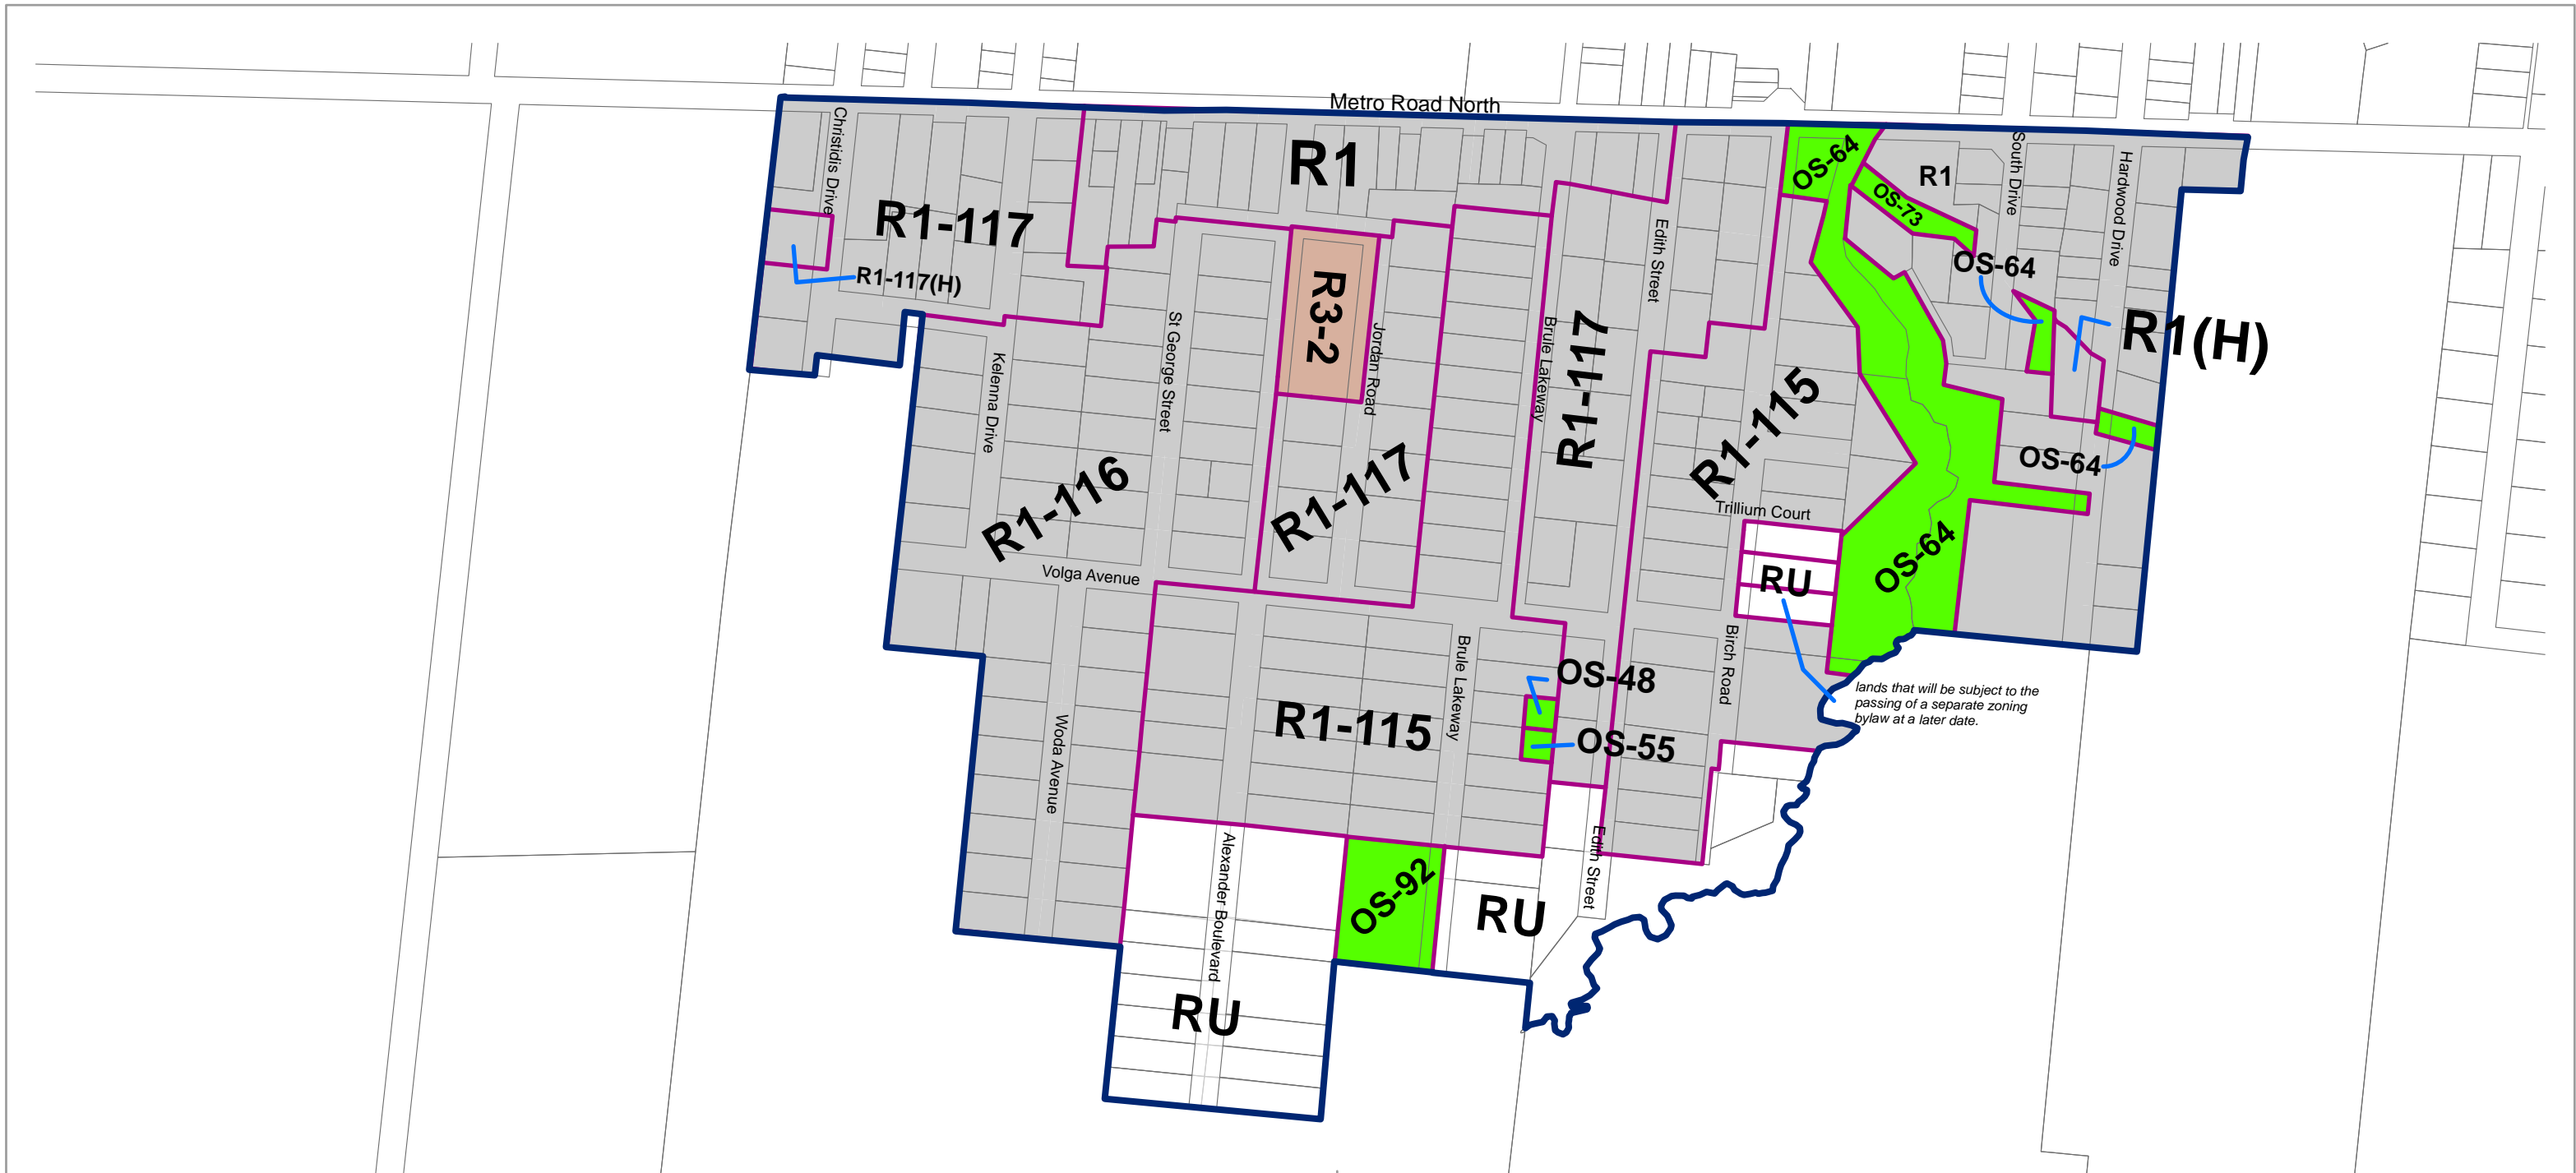 Metro Road North
Christidis Drive
R1
OS-64
R1
South Drive
Hardwood Drive
OS-73
R1-117
R1-117(H)
OS-64
Edith Street
R1(H)
R3-2
Jordan Road
St George Street
Kelenna Drive
Brule Lakeway
R1-117
R1-115
OS-64
R1-116
R1-117
Trillium Court
OS-64
RU
Volga Avenue
Birch Road
Brule Lakeway
OS-48
lands that will be subject to the
passing of a separate zoning
bylaw at a later date.
Woda Avenue
R1-115
OS-55
Alexander Boulevard
OS-92
Edith Street
RU
RU